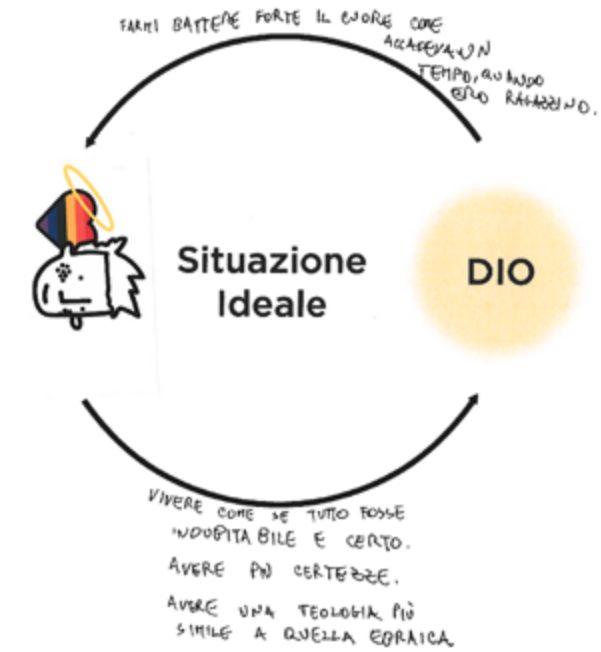 FARMI BATTERE FORTE IL CUORE COME
ACCADEVA UN
TEMPO, QUANDO
ERO RAGAZZINO.
Situazione
Ideale
DIO
VIVERE COME SE TUTTO FOSSE
INDUBITABILE E CERTO.
AVERE PIÙ CERTEZZE.
AVERE UNA TEOLOGIA PIÙ
SIMILE A QUELLA EBRAICA